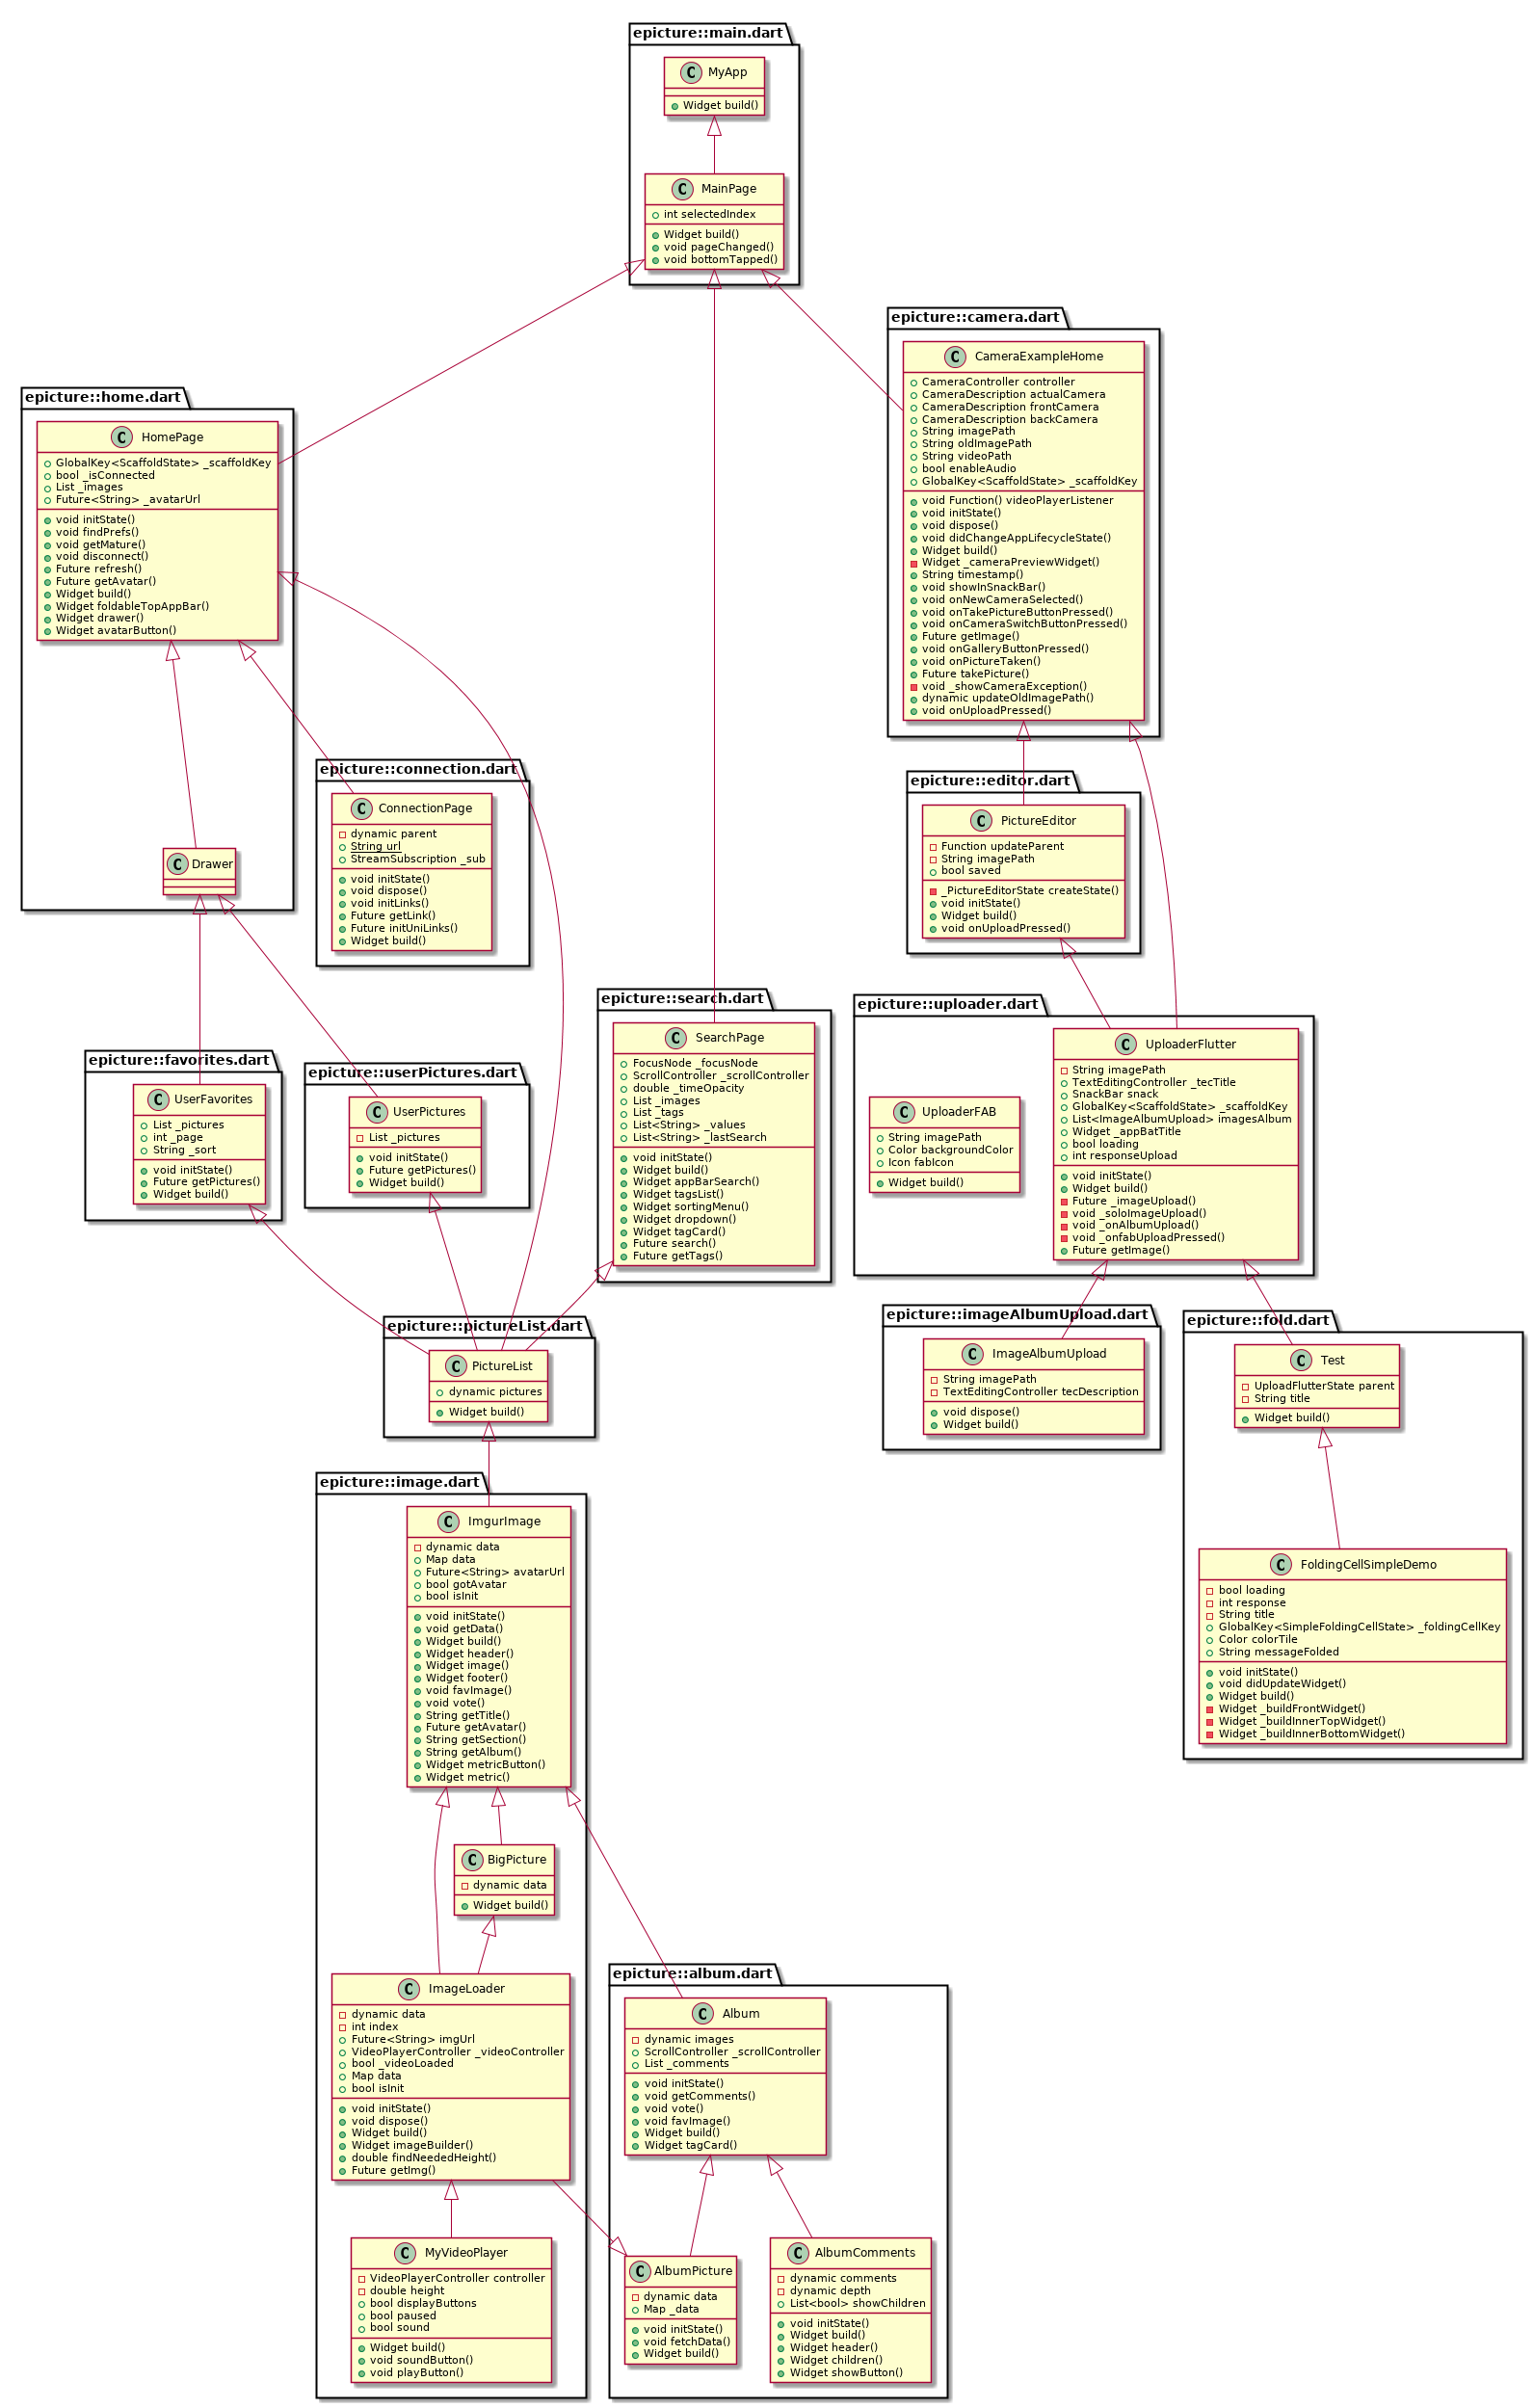 epicture::main.dart
C MyApp
Widget build()
C MainPage
int selectedIndex
Widget build()
void pageChanged()
void bottomTapped()
epicture::camera.dart
C CameraExampleHome
CameraController controller
CameraDescription actualCamera
CameraDescription frontCamera
CameraDescription backCamera
String imagePath
String oldImagePath
String videoPath
bool enableAudio
GlobalKey<ScaffoldState> _scaffoldKey
void Function() videoPlayerListener
void initState()
void dispose()
void didChangeAppLifecycleState()
Widget build()
Widget _cameraPreviewWidget()
String timestamp()
void showInSnackBar()
void onNewCameraSelected()
void onTakePictureButtonPressed()
void onCameraSwitchButtonPressed()
Future getImage()
void onGalleryButtonPressed()
void onPictureTaken()
Future takePicture()
void _showCameraException()
dynamic updateOldImagePath()
void onUploadPressed()
epicture::home.dart
C HomePage
GlobalKey<ScaffoldState> _scaffoldKey
bool _isConnected
List _images
Future<String> _avatarUrl
void initState()
void findPrefs()
void getMature()
void disconnect()
Future refresh()
Future getAvatar()
Widget build()
Widget foldableTopAppBar()
Widget drawer()
Widget avatarButton()
C Drawer
epicture::connection.dart
C ConnectionPage
dynamic parent
String url
StreamSubscription _sub
void initState()
void dispose()
void initLinks()
Future getLink()
Future initUniLinks()
Widget build()
epicture::editor.dart
C PictureEditor
Function updateParent
String imagePath
bool saved
_PictureEditorState createState()
void initState()
Widget build()
void onUploadPressed()
epicture::search.dart
C SearchPage
FocusNode _focusNode
ScrollController _scrollController
double _timeOpacity
List _images
List _tags
List<String> _values
List<String> _lastSearch
void initState()
Widget build()
Widget appBarSearch()
Widget tagsList()
Widget sortingMenu()
Widget dropdown()
Widget tagCard()
Future search()
Future getTags()
epicture::uploader.dart
C UploaderFAB
String imagePath
Color backgroundColor
Icon fabIcon
Widget build()
C UploaderFlutter
String imagePath
TextEditingController _tecTitle
SnackBar snack
GlobalKey<ScaffoldState> _scaffoldKey
List<ImageAlbumUpload> imagesAlbum
Widget _appBatTitle
bool loading
int responseUpload
void initState()
Widget build()
Future _imageUpload()
void _soloImageUpload()
void _onAlbumUpload()
void _onfabUploadPressed()
Future getImage()
epicture::favorites.dart
C UserFavorites
List _pictures
int _page
String _sort
void initState()
Future getPictures()
Widget build()
epicture::userPictures.dart
C UserPictures
List _pictures
void initState()
Future getPictures()
Widget build()
epicture::pictureList.dart
C PictureList
dynamic pictures
Widget build()
epicture::imageAlbumUpload.dart
C ImageAlbumUpload
String imagePath
TextEditingController tecDescription
void dispose()
Widget build()
epicture::fold.dart
C Test
UploadFlutterState parent
String title
Widget build()
C FoldingCellSimpleDemo
bool loading
int response
String title
GlobalKey<SimpleFoldingCellState> _foldingCellKey
Color colorTile
String messageFolded
void initState()
void didUpdateWidget()
Widget build()
Widget _buildFrontWidget()
Widget _buildInnerTopWidget()
Widget _buildInnerBottomWidget()
epicture::image.dart
C ImgurImage
dynamic data
Map data
Future<String> avatarUrl
bool gotAvatar
bool isInit
void initState()
void getData()
Widget build()
Widget header()
Widget image()
Widget footer()
void favImage()
void vote()
String getTitle()
Future getAvatar()
String getSection()
String getAlbum()
Widget metricButton()
Widget metric()
C BigPicture
dynamic data
Widget build()
C ImageLoader
dynamic data
int index
Future<String> imgUrl
VideoPlayerController _videoController
bool _videoLoaded
Map data
bool isInit
void initState()
void dispose()
Widget build()
Widget imageBuilder()
double findNeededHeight()
Future getImg()
C MyVideoPlayer
VideoPlayerController controller
double height
bool displayButtons
bool paused
bool sound
Widget build()
void soundButton()
void playButton()
epicture::album.dart
C Album
dynamic images
ScrollController _scrollController
List _comments
void initState()
void getComments()
void vote()
void favImage()
Widget build()
Widget tagCard()
C AlbumPicture
dynamic data
Map _data
void initState()
void fetchData()
Widget build()
C AlbumComments
dynamic comments
dynamic depth
List<bool> showChildren
void initState()
Widget build()
Widget header()
Widget children()
Widget showButton()